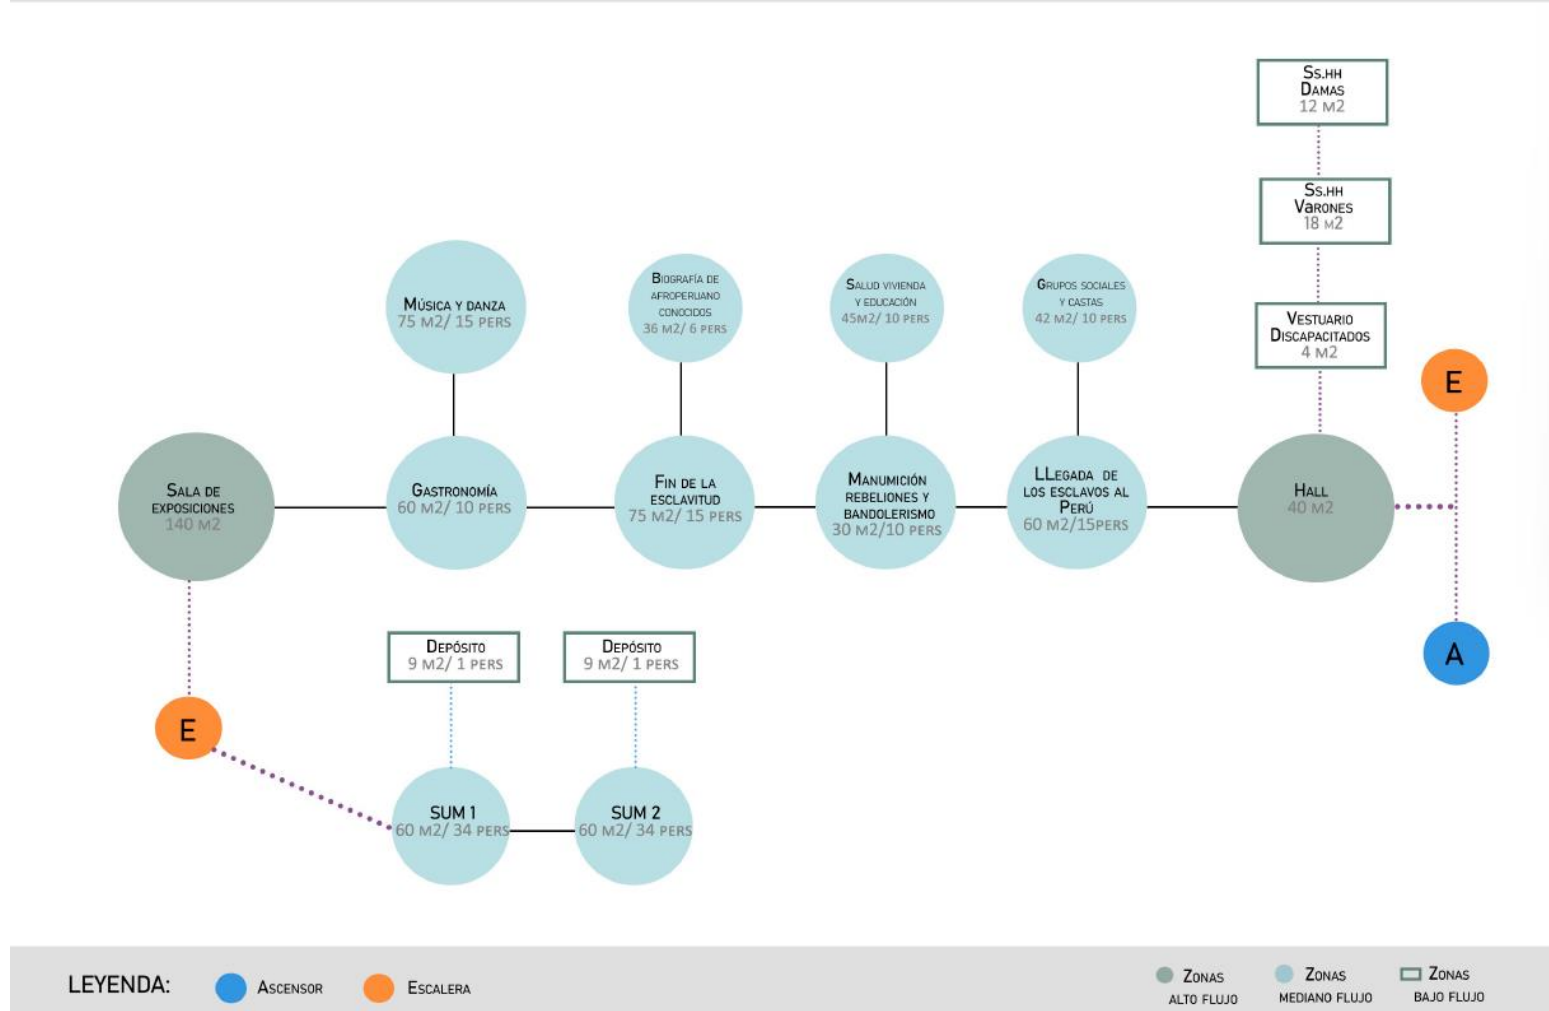 Ss.HH
DAMAS
12 M2
Ss.HH
VaRONES
18 M2
VESTUARIO
DISCAPACITADOS
4 M2
MÚSICA Y DANZA
75 M2/ 15 PERS
BIOGRAFÍA DE
AFROPERUANO
CONOCIDOS
36 M2/ 6 PERS
SALUD VIVIENDA
Y EDUCACIÓN
45M2/ 10 PERS
GRUPOS SOCIALES
Y CASTAS
42 M2/ 10 PERS
E
SALA DE
EXPOSICIONES
140 M2
GASTRONOMÍA
60 M2/ 10 PERS
FIN DE LA
ESCLAVITUD
75 M2/ 15 PERS
MANUMICIÓN
REBELIONES Y
BANDOLERISMO
30 M2/10 PERS
LLEGADA DE
LOS ESCLAVOS AL
PERÚ
60 M2/15PERS
HALL
40 M2
DEPÓSITO
9 M2/ 1 PERS
DEPÓSITO
9 M2/ 1 PERS
A
E
SUM 1
60 M2/ 34 PERS
SUM 2
60 M2/ 34 PERS
LEYENDA:
ASCENSOR
ESCALERA
ZONAS
ALTO FLUJO
ZONAS
MEDIANO FLUJO
ZONAS
BAJO FLUJO